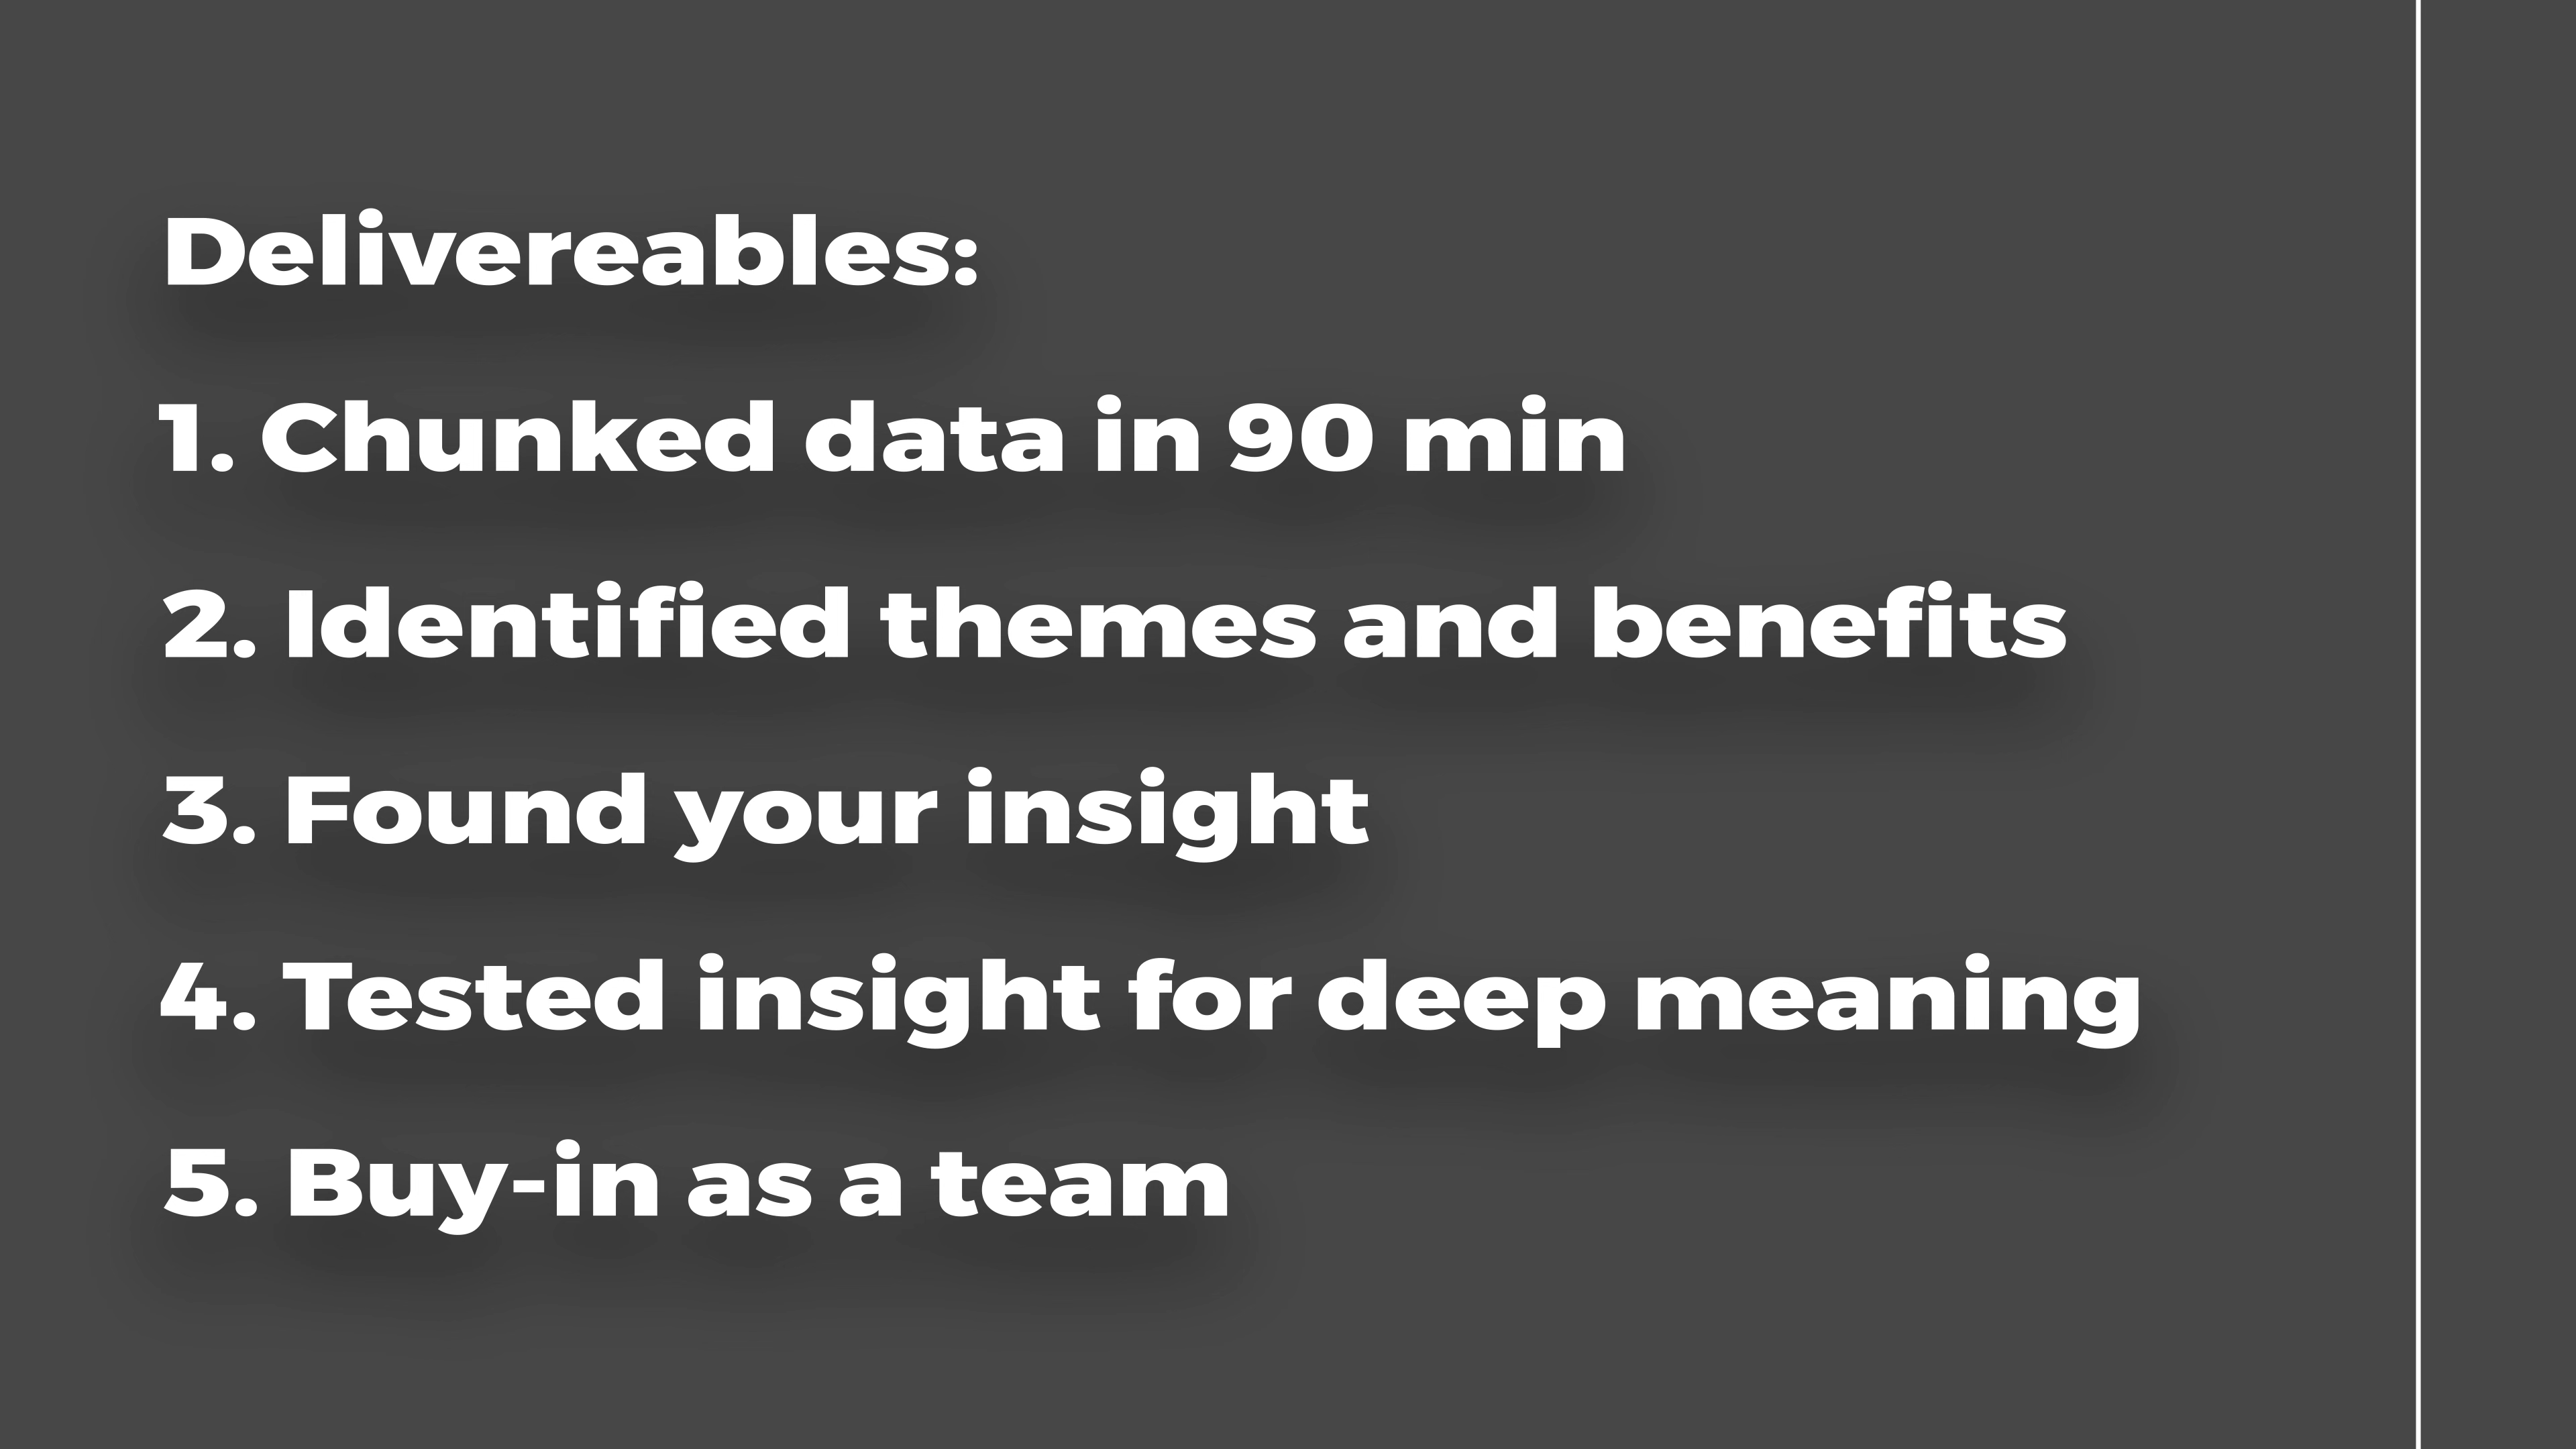 Delivereables:
1. Chunked data in 90 min
2. Identified themes and benefits
3. Found your insight
4. Tested insight for deep meaning
5. Buy-in as a team